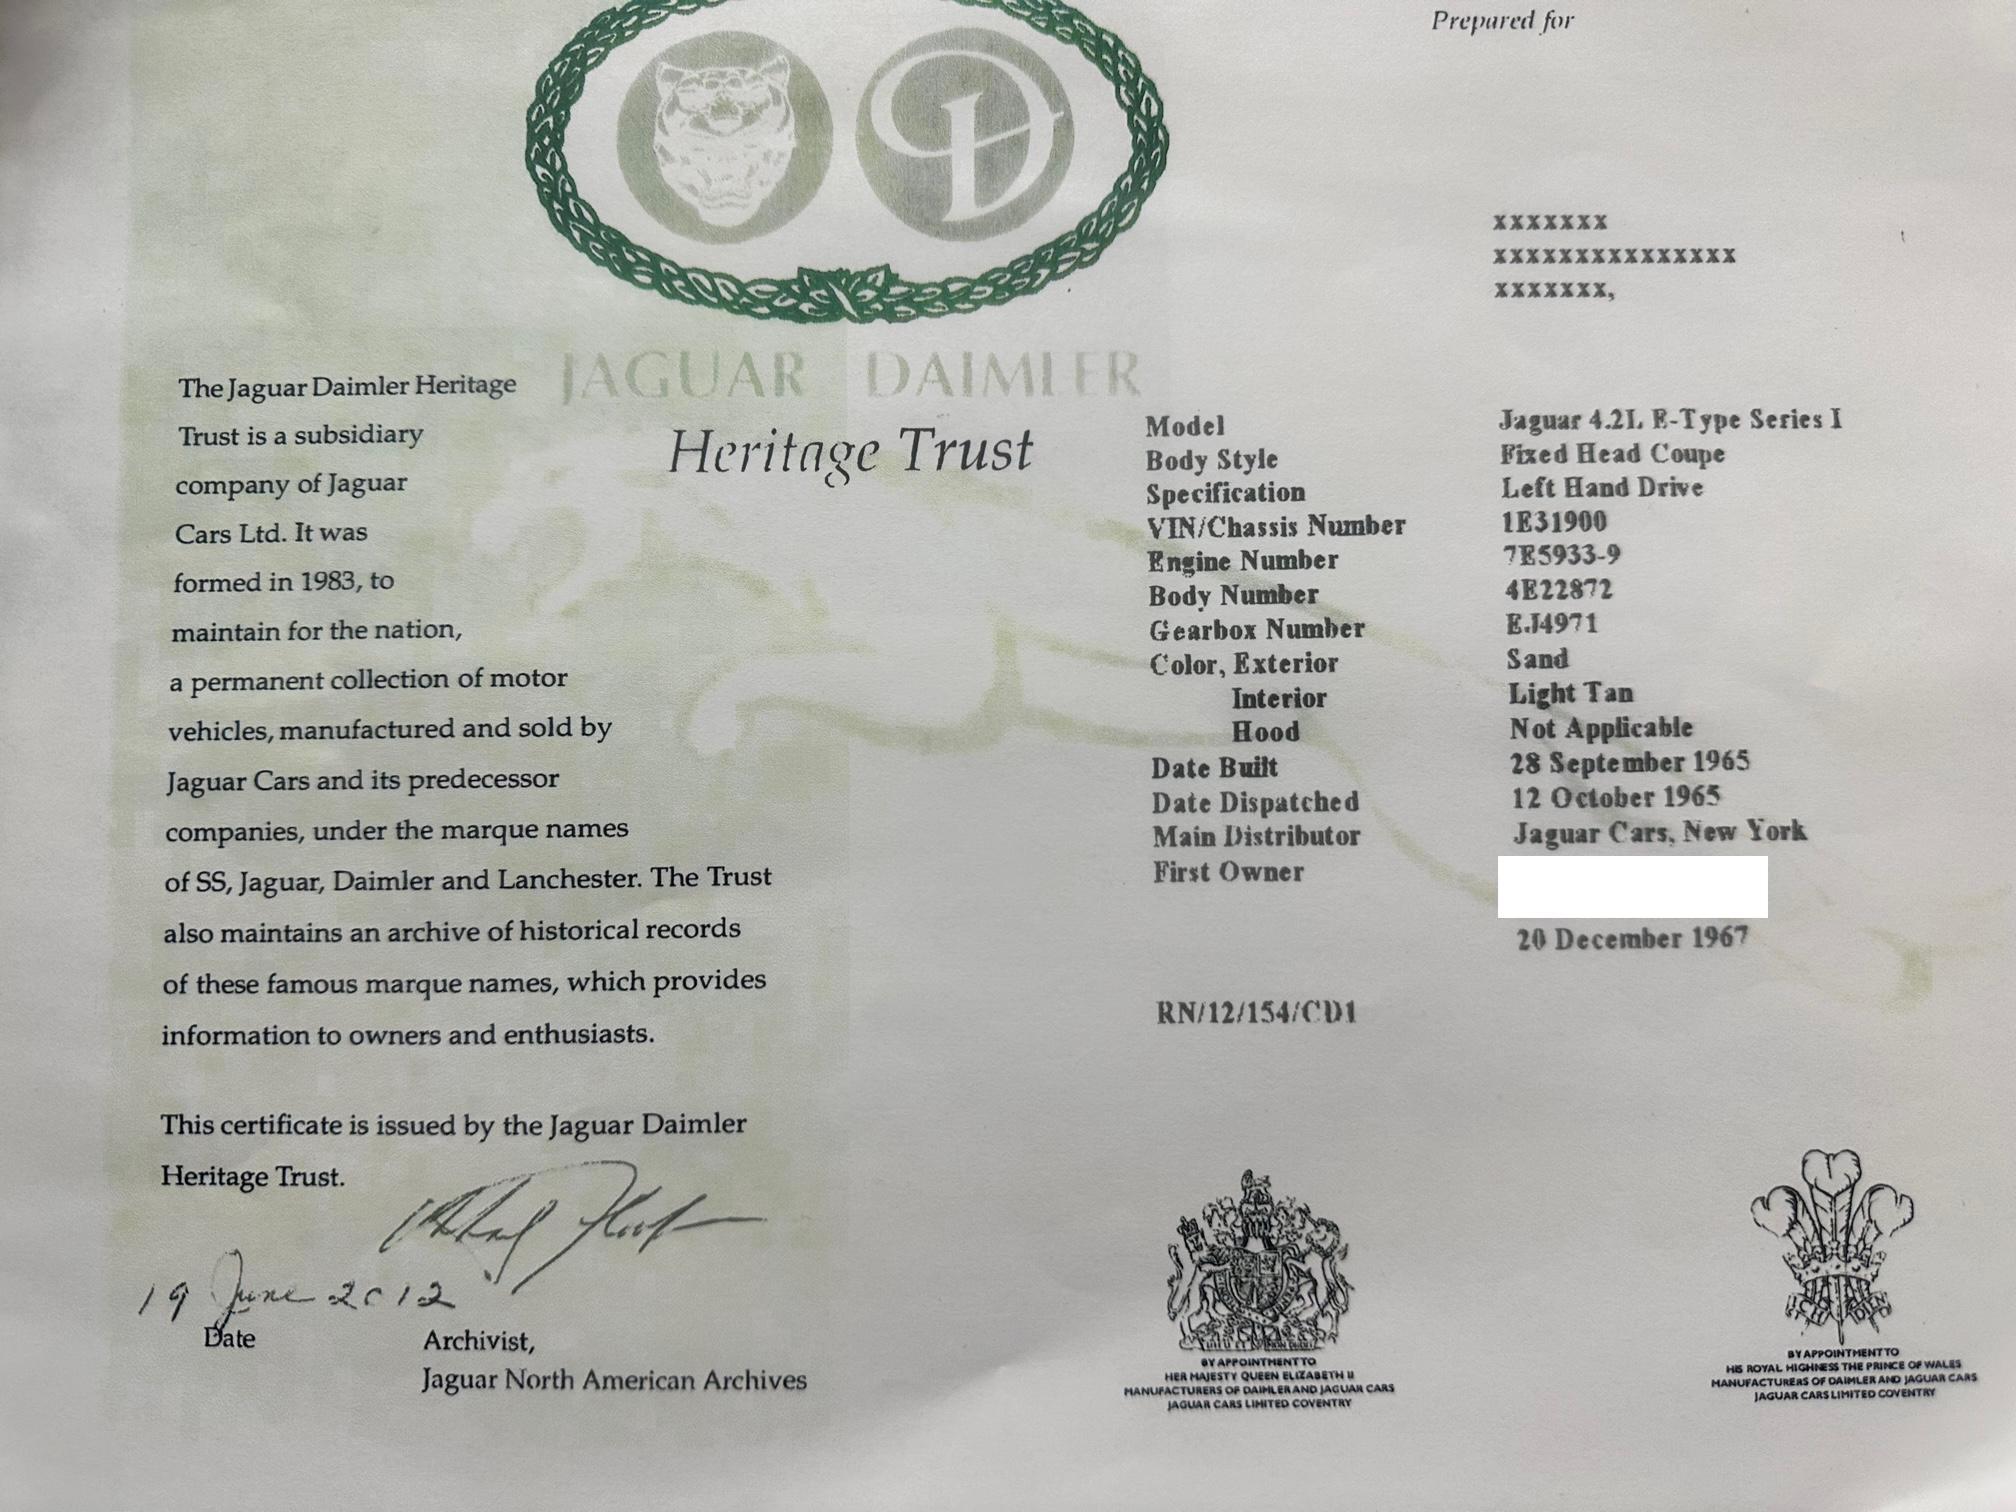 Prepared for
XXXXXXX
XXXXXXXXXXXXXXX
XXXXXXX,
JAGUAR DAIMLER
Heritage Trust
The Jaguar Daimler Heritage
Trust is a subsidiary
company of Jaguar
Cars Ltd. It was
formed in 1983, to
maintain for the nation,
a permanent collection of motor
vehicles, manufactured and sold by
Jaguar Cars and its predecessor
companies, under the marque names
of SS, Jaguar, Daimler and Lanchester. The Trust
also maintains an archive of historical records
of these famous marque names, which provides
information to owners and enthusiasts.
This certificate is issued by the Jaguar Daimler
Heritage Trust.
19 June 2012
Date
Archivist,
Jaguar North American Archives
Model Jaguar 4.2L E-Type Series I
Body Style Fixed Head Coupe
Specification Left Hand Drive
VIN/Chassis Number 1E31900
Engine Number 7E5933-9
Body Number 4E22872
Gearbox Number EJ4971
Color, Exterior Sand
Interior Light Tan
Hood Not Applicable
Date Built 28 September 1965
Date Dispatched 12 October 1965
Main Distributor Jaguar Cars, New York
First Owner
20 December 1967
RN/12/154/CD1
BY APPOINTMENT TO
HER MAJESTY QUEEN ELIZABETH II
MANUFACTURERS OF DAIMLER AND JAGUAR CARS
JAGUAR CARS LIMITED COVENTRY
BY APPOINTMENT TO
HIS ROYAL HIGHNESS THE PRINCE OF WALES
MANUFACTURERS OF DAIMLER AND JAGUAR CARS
JAGUAR CARS LIMITED COVENTRY